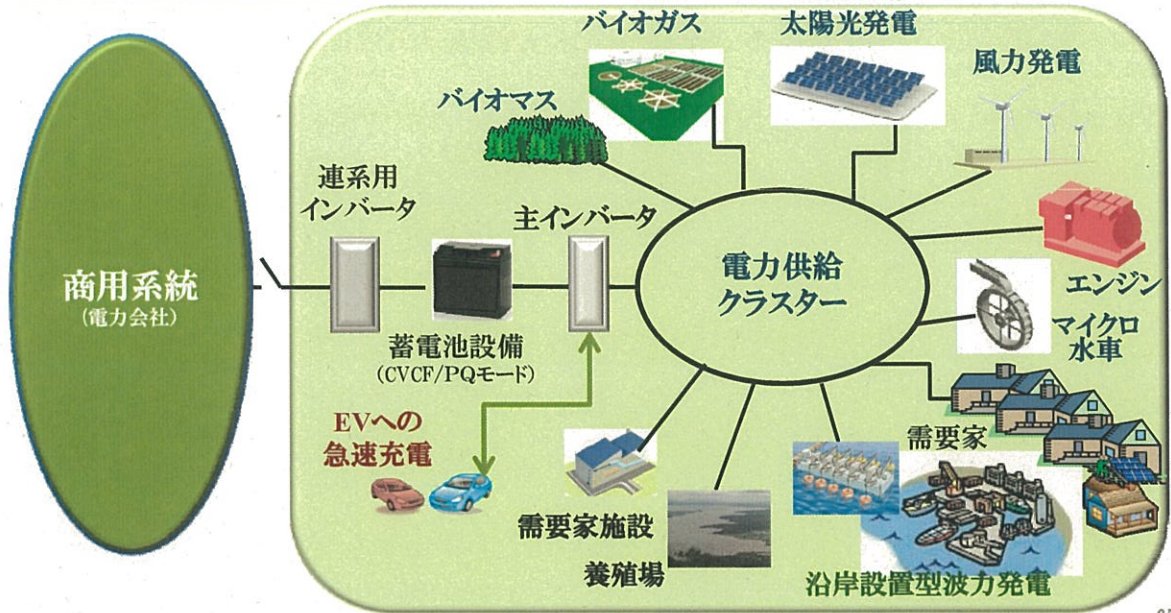 バイオガス
太陽光発電
風力発電
バイオマス
連系用
インバータ
主インバータ
商用系統
(電力会社)
電力供給
クラスター
エンジン
マイクロ
水車
蓄電池設備
(CVCF/PQモード)
EVへの
急速充電
需要家
需要家施設
養殖場
沿岸設置型波力発電